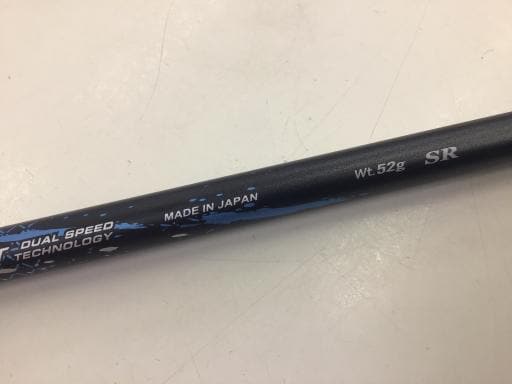 DUAL SPEED
TECHNOLOGY
MADE IN JAPAN
Wt. 52g SR